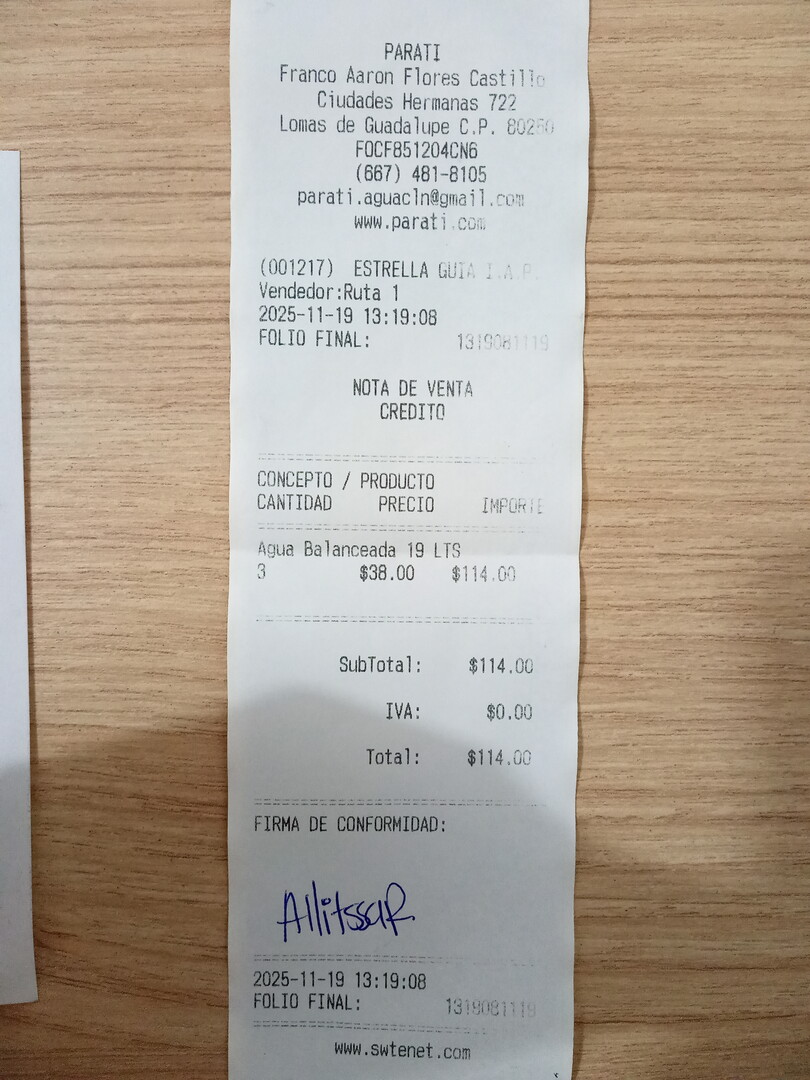 PARATI
Franco Aaron Flores Castillo
Ciudades Hermanas 722
Lomas de Guadalupe C.P. 80250
FOCF851204CN6
(667) 481-8105
parati.aguacln@gmail.com
www.parati.com
(001217) ESTRELLA GUIA I.A.P.
Vendedor:Ruta 1
2025-11-19 13:19:08
FOLIO FINAL: 1319081119
NOTA DE VENTA
CREDITO
CONCEPTO / PRODUCTO
CANTIDAD PRECIO IMPORTE
Agua Balanceada 19 LTS
3 $38.00 $114.00
SubTotal: $114.00
IVA: $0.00
Total: $114.00
FIRMA DE CONFORMIDAD:
AllitssaR
2025-11-19 13:19:08
FOLIO FINAL: 1319081119
www.swtenet.com